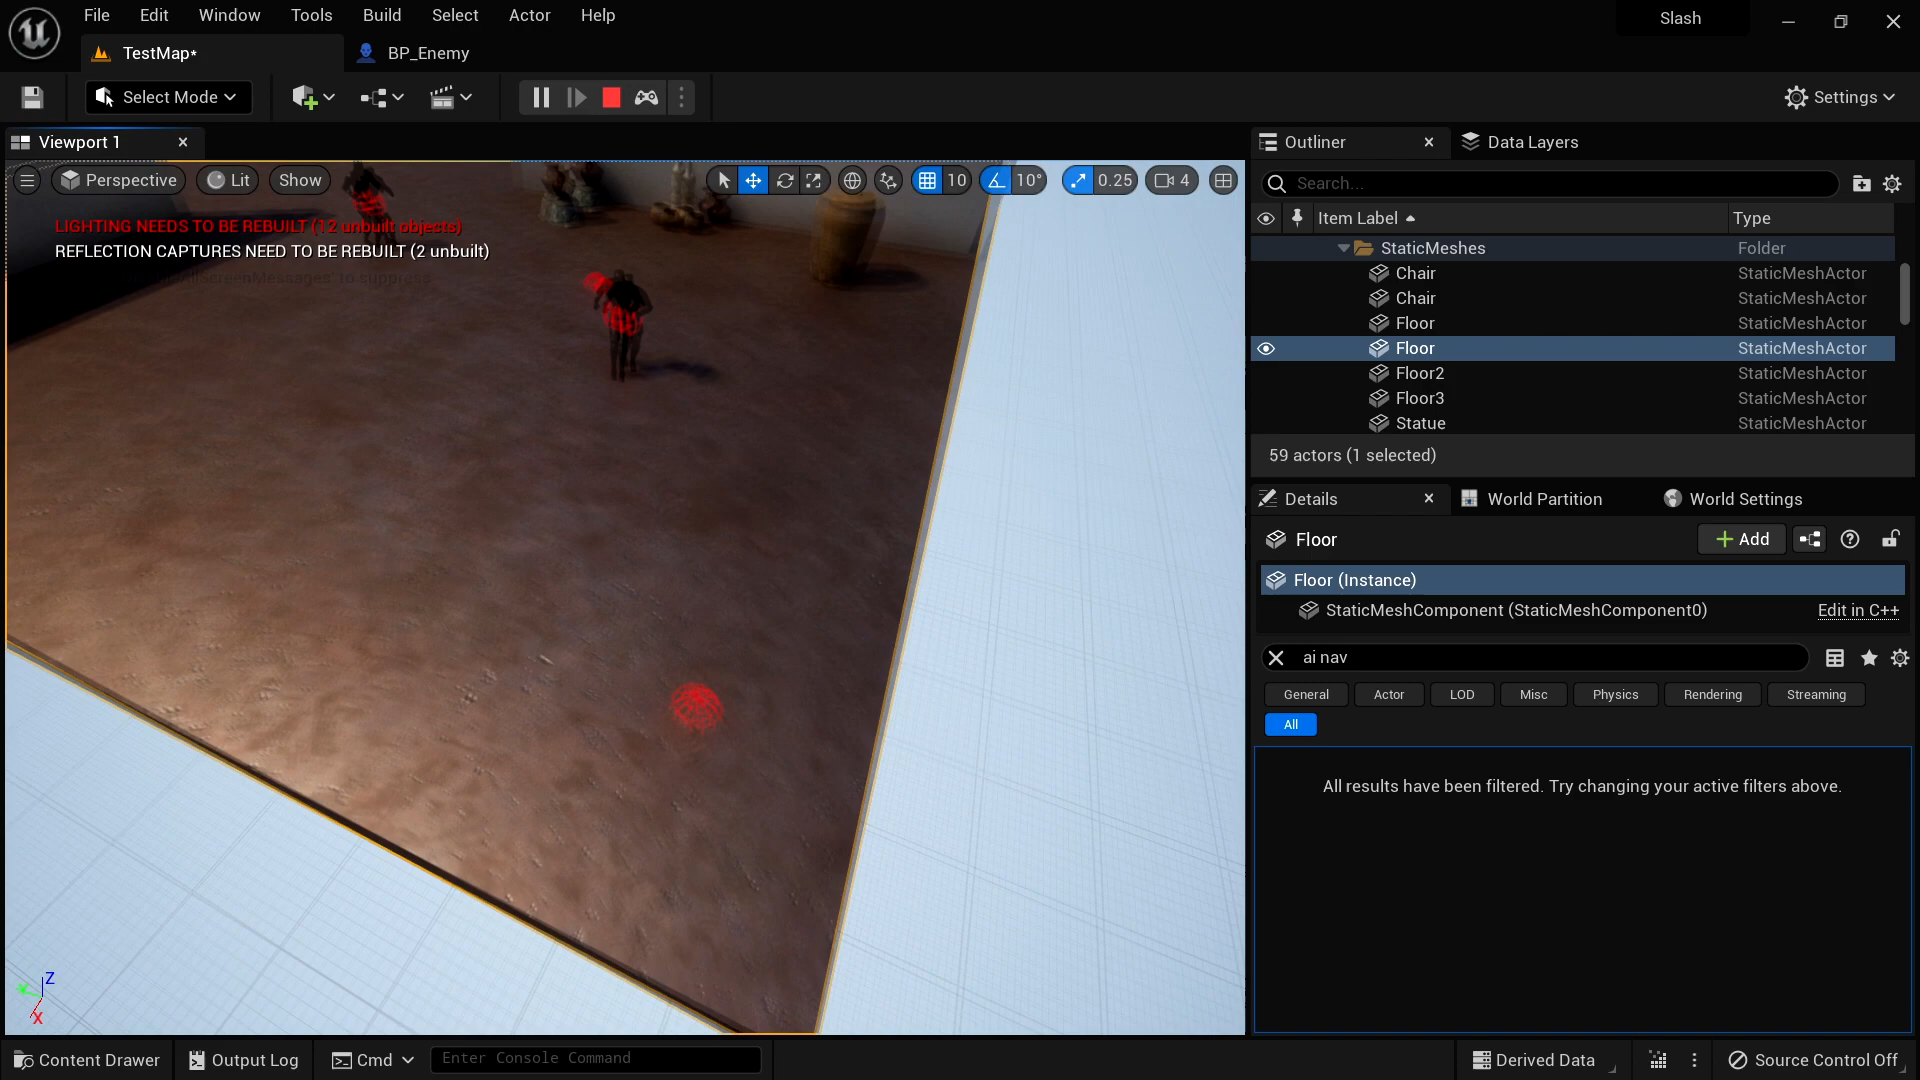 File Edit Window Tools Build Select Actor Help
Slash
TestMap*
BP_Enemy
Select Mode
Settings
Viewport 1
Outliner
Data Layers
Perspective
Lit
Show
10
10°
0.25
4
Search...
LIGHTING NEEDS TO BE REBUILT (12 unbuilt objects)
REFLECTION CAPTURES NEED TO BE REBUILT (2 unbuilt)
ScreenMessages' to suppress
Item Label
Type
StaticMeshes Folder
Chair StaticMeshActor
Chair StaticMeshActor
Floor StaticMeshActor
Floor StaticMeshActor
Floor2 StaticMeshActor
Floor3 StaticMeshActor
Statue StaticMeshActor
59 actors (1 selected)
Details
World Partition
World Settings
Floor
Add
Floor (Instance)
StaticMeshComponent (StaticMeshComponent0)
Edit in C++
ai nav
General Actor LOD Misc Physics Rendering Streaming
All
All results have been filtered. Try changing your active filters above.
Z
X
Content Drawer
Output Log
Cmd
Enter Console Command
Derived Data
Source Control Off